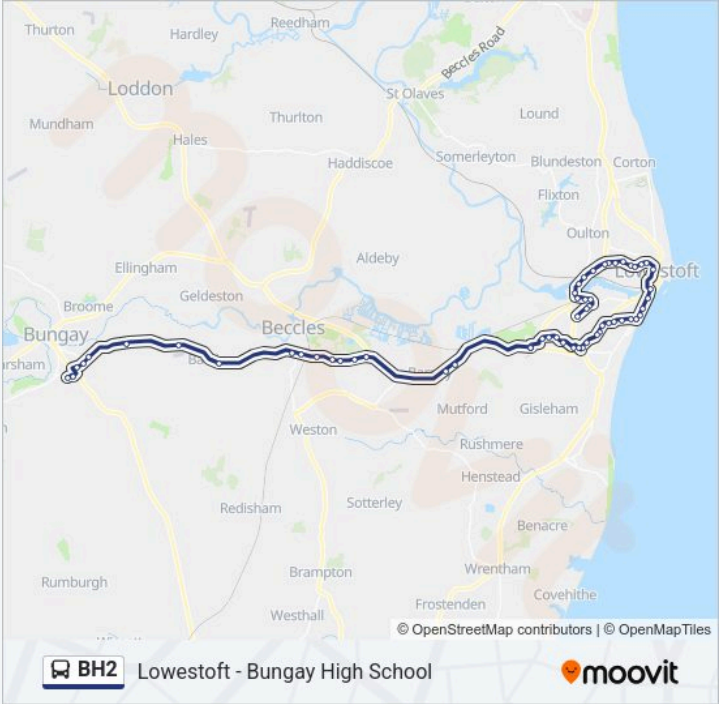 Thurton
Hardley
Reedham
Beccles Road
Loddon
St Olaves
Mundham
Thurlton
Lound
Hales
Haddiscoe
Somerleyton
Blundeston
Corton
Flixton
Oulton
Aldeby
Ellingham
Lowestoft
Geldeston
Broome
Bungay
Beccles
arsham
Mutford
Gisleham
Weston
Rushmere
Henstead
Redisham
Sotterley
Benacre
Brampton
Wrentham
Rumburgh
Covehithe
Frostenden
Westhall
© OpenStreetMap contributors | © OpenMapTiles
BH2 Lowestoft - Bungay High School
moovit